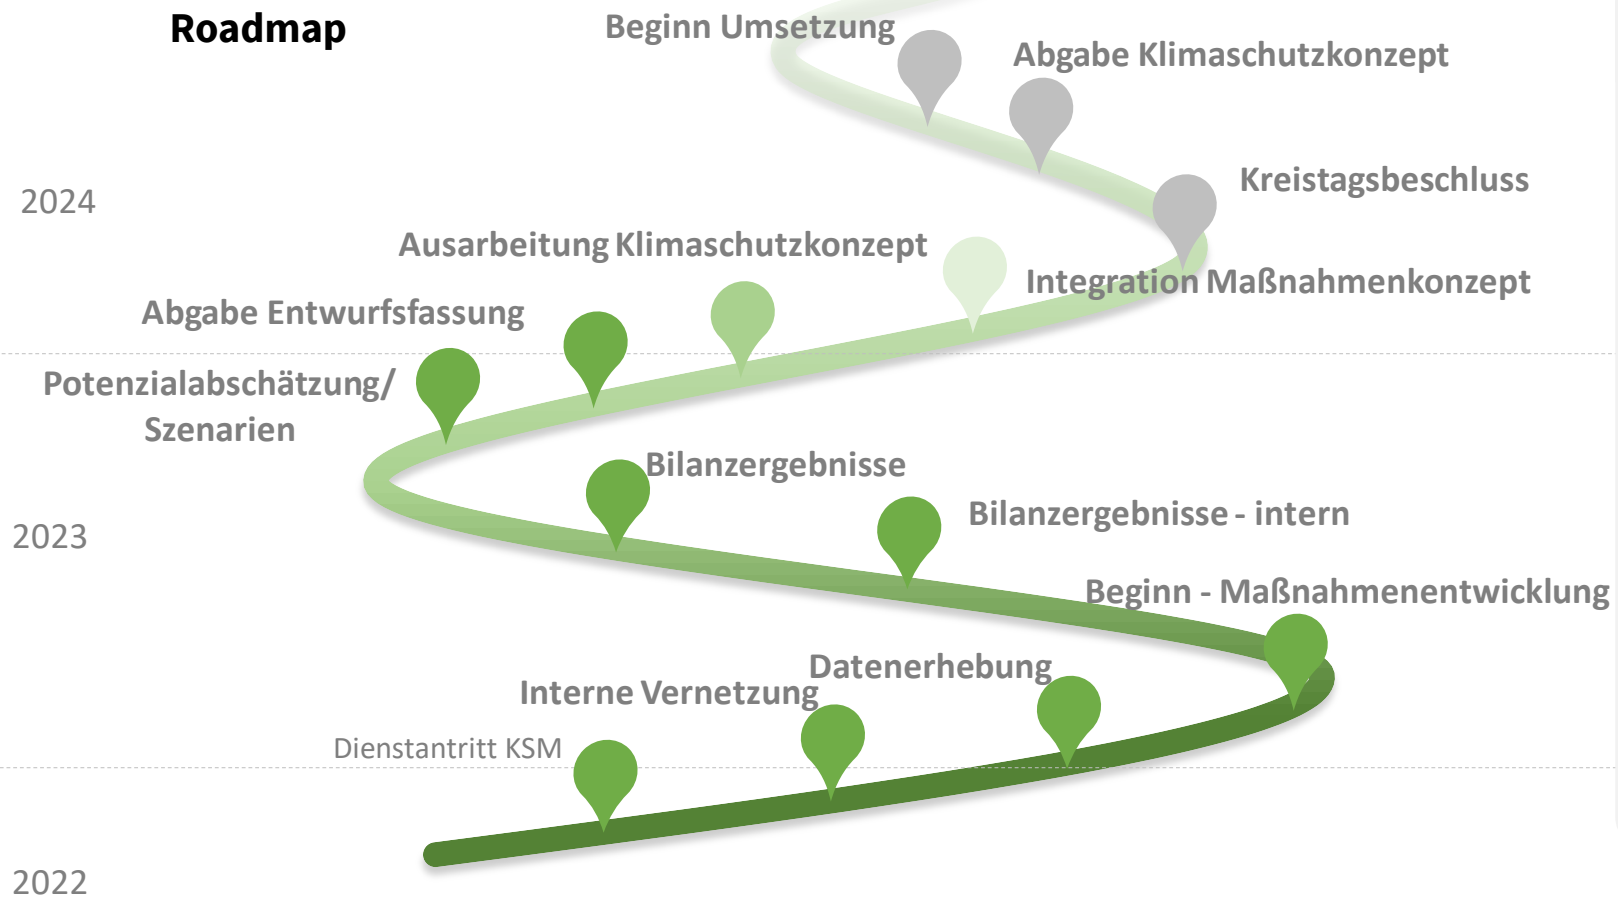 Roadmap
Beginn Umsetzung
Abgabe Klimaschutzkonzept
Kreistagsbeschluss
2024
Ausarbeitung Klimaschutzkonzept
Integration Maßnahmenkonzept
Abgabe Entwurfsfassung
Potenzialabschätzung/
Szenarien
Bilanzergebnisse
Bilanzergebnisse - intern
2023
Beginn - Maßnahmenentwicklung
Datenerhebung
Interne Vernetzung
Dienstantritt KSM
2022